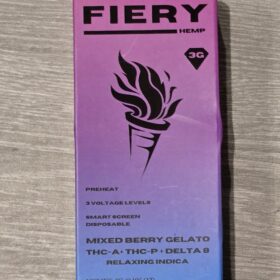 FIERY
HEMP
3G
PREHEAT
3 VOLTAGE LEVELS
SMART SCREEN
DISPOSABLE
MIXED BERRY GELATO
THC-A + THC-P + DELTA 8
RELAXING INDICA